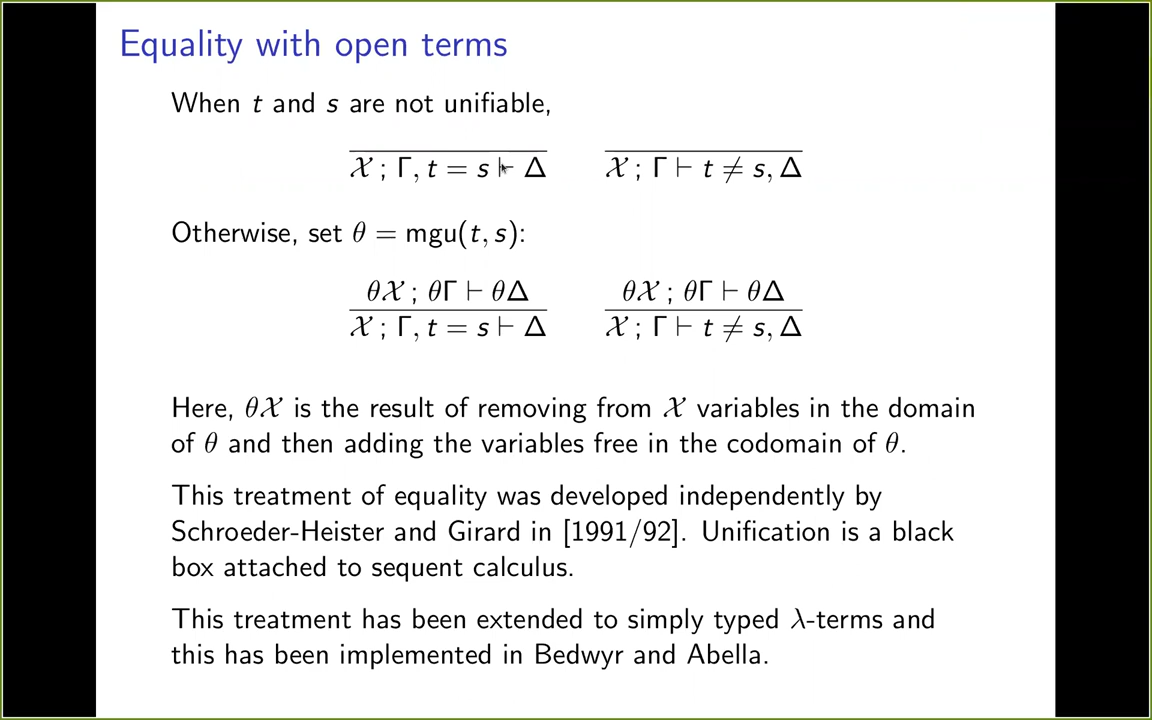 Equality with open terms
When t and s are not unifiable,
𝒳 ; Γ, t = s ⊢ Δ    𝒳 ; Γ ⊢ t ≠ s, Δ
Otherwise, set θ = mgu(t, s):
θ𝒳 ; θΓ ⊢ θΔ    θ𝒳 ; θΓ ⊢ θΔ
𝒳 ; Γ, t = s ⊢ Δ    𝒳 ; Γ ⊢ t ≠ s, Δ
Here, θ𝒳 is the result of removing from 𝒳 variables in the domain
of θ and then adding the variables free in the codomain of θ.
This treatment of equality was developed independently by
Schroeder-Heister and Girard in [1991/92]. Unification is a black
box attached to sequent calculus.
This treatment has been extended to simply typed λ-terms and
this has been implemented in Bedwyr and Abella.